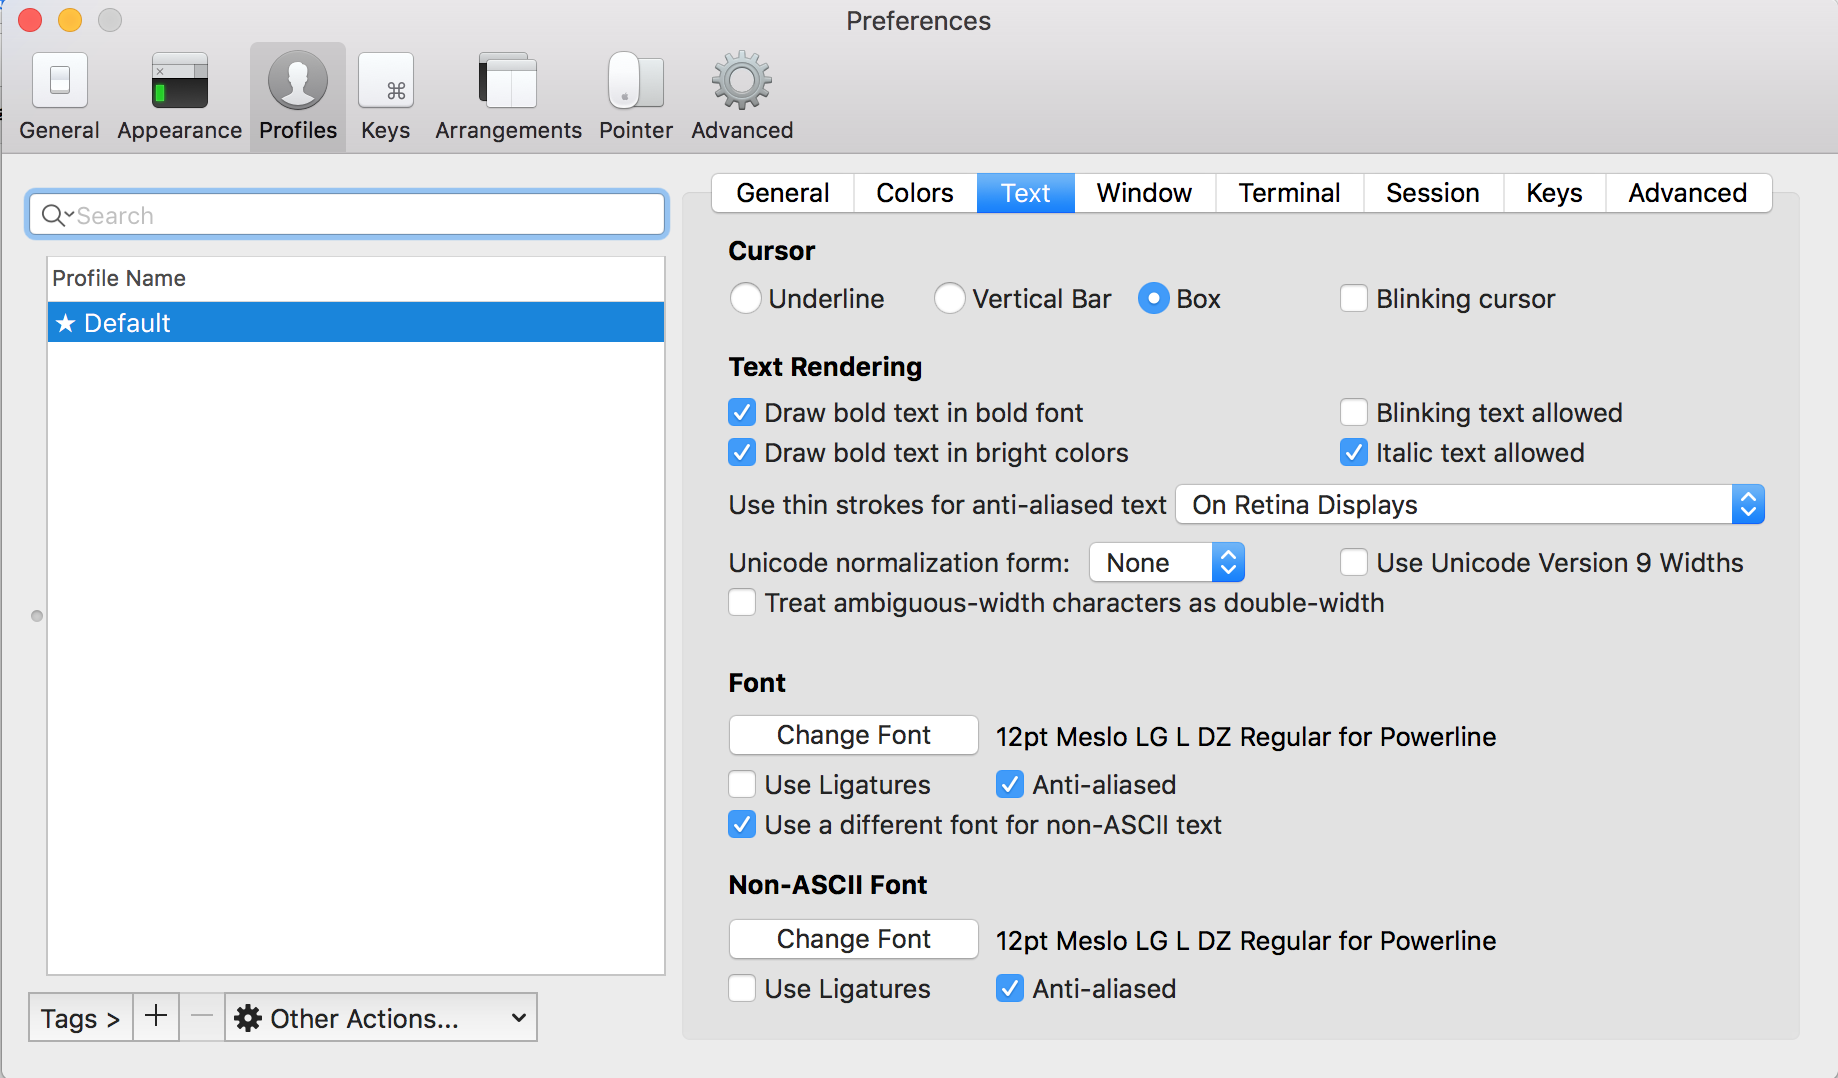 Preferences
General Appearance Profiles Keys Arrangements Pointer Advanced
Search
Profile Name
★ Default
Tags > + − Other Actions...
General Colors Text Window Terminal Session Keys Advanced
Cursor
Underline Vertical Bar Box Blinking cursor
Text Rendering
Draw bold text in bold font Blinking text allowed
Draw bold text in bright colors Italic text allowed
Use thin strokes for anti-aliased text On Retina Displays
Unicode normalization form: None Use Unicode Version 9 Widths
Treat ambiguous-width characters as double-width
Font
Change Font 12pt Meslo LG L DZ Regular for Powerline
Use Ligatures Anti-aliased
Use a different font for non-ASCII text
Non-ASCII Font
Change Font 12pt Meslo LG L DZ Regular for Powerline
Use Ligatures Anti-aliased